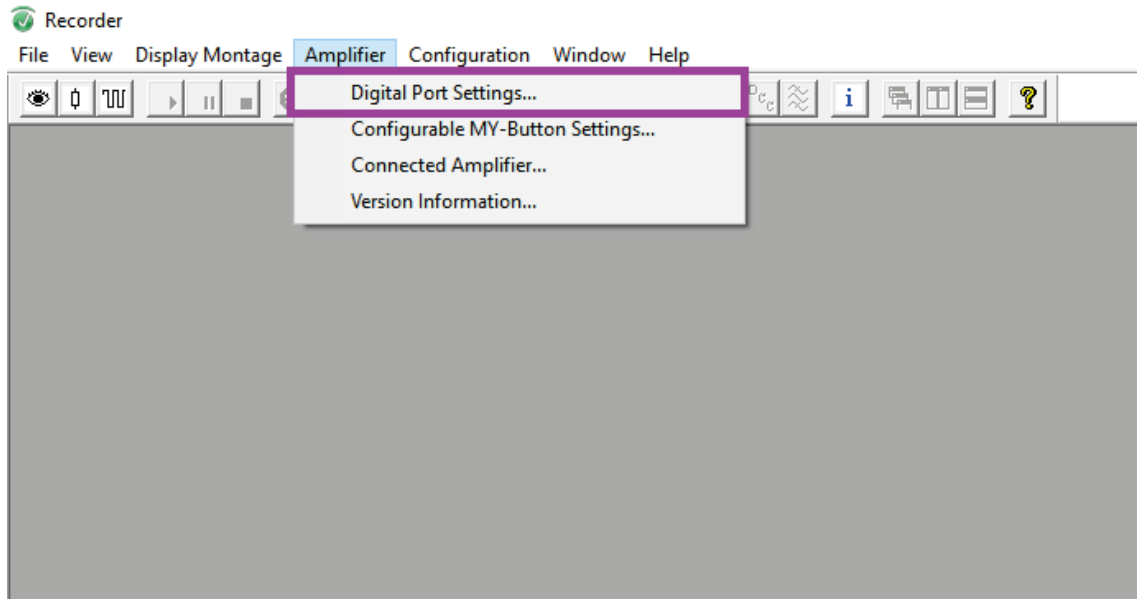 Recorder
File View Display Montage Amplifier Configuration Window Help
Digital Port Settings...
Configurable MY-Button Settings...
Connected Amplifier...
Version Information...